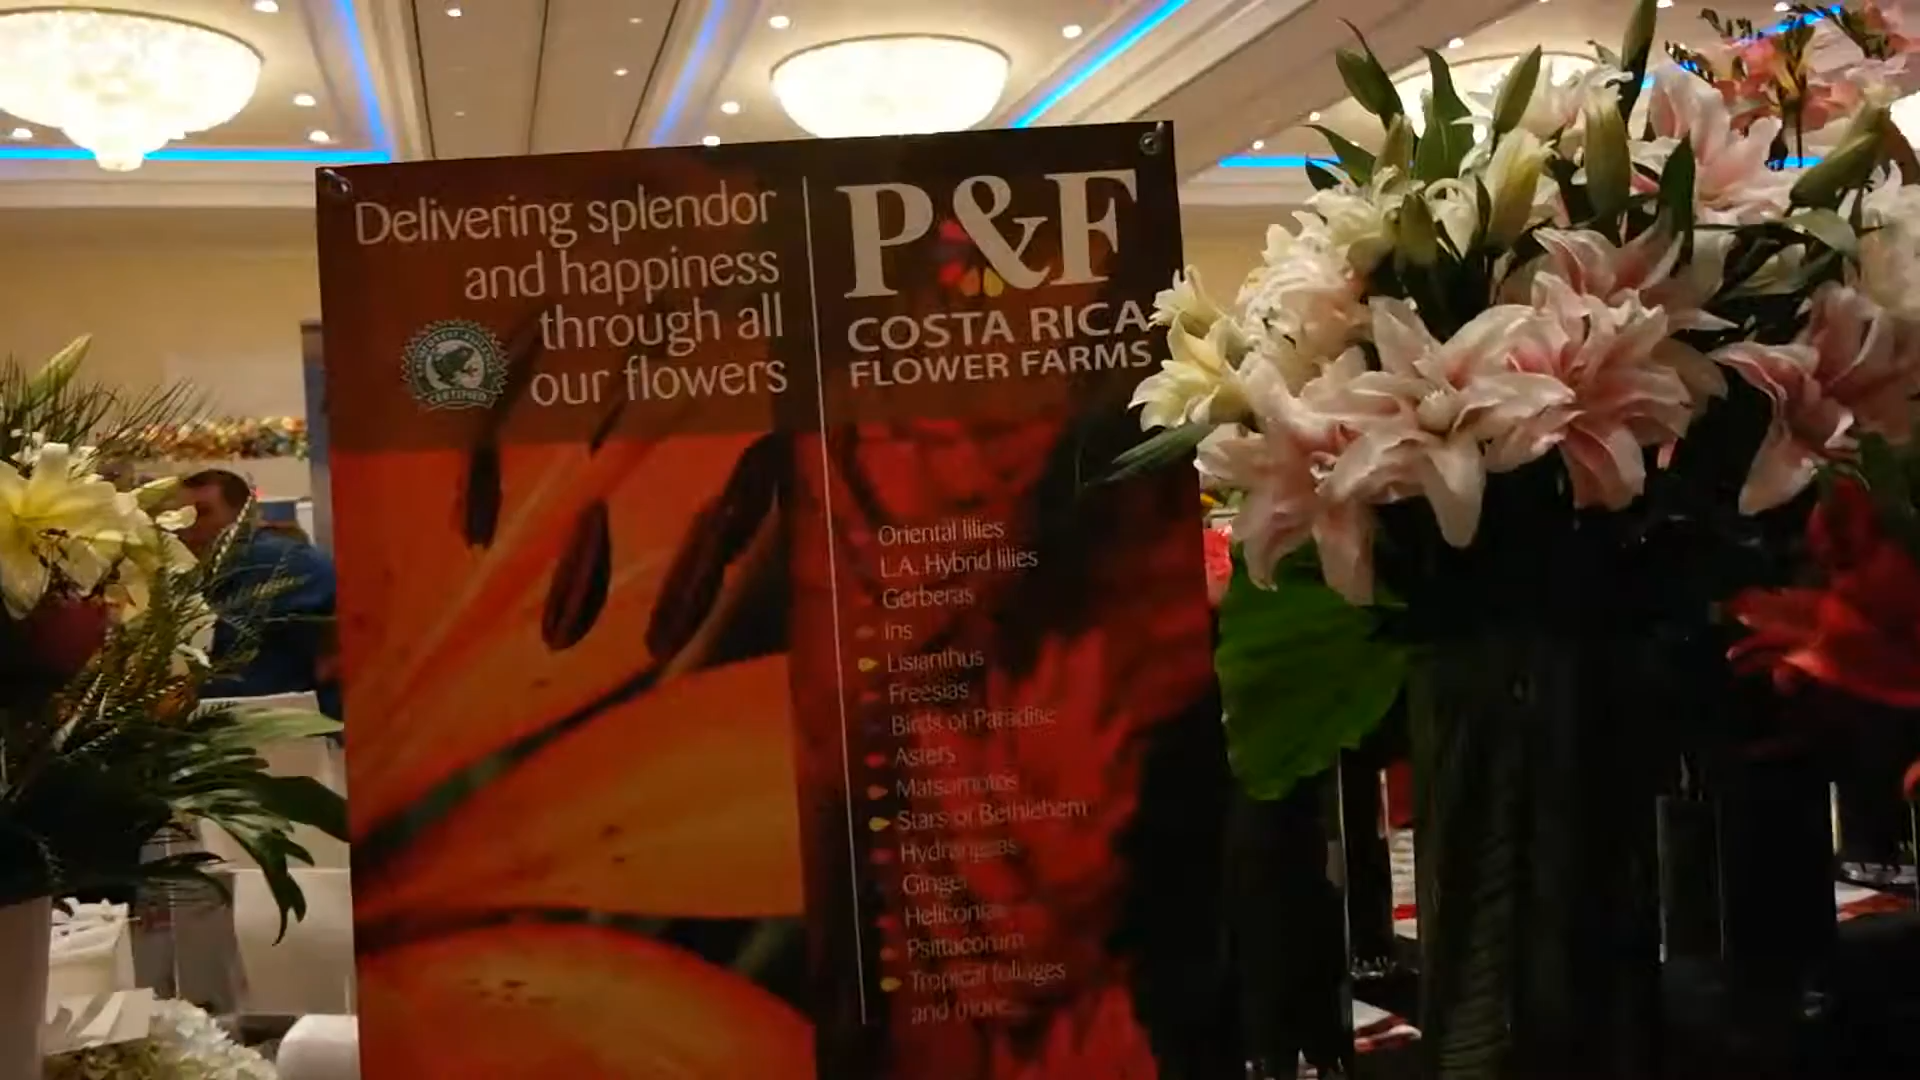 Delivering splendor
and happiness
through all
our flowers
CERTIFIED
P&F
COSTA RICA
FLOWER FARMS
Oriental lilies
L.A. Hybrid lilies
Gerberas
Iris
Lisianthus
Freesias
Birds of Paradise
Asters
Matsumotos
Stars of Bethlehem
Hydrangeas
Ginger
Heliconias
Psittacorum
Tropical foliages
and more...